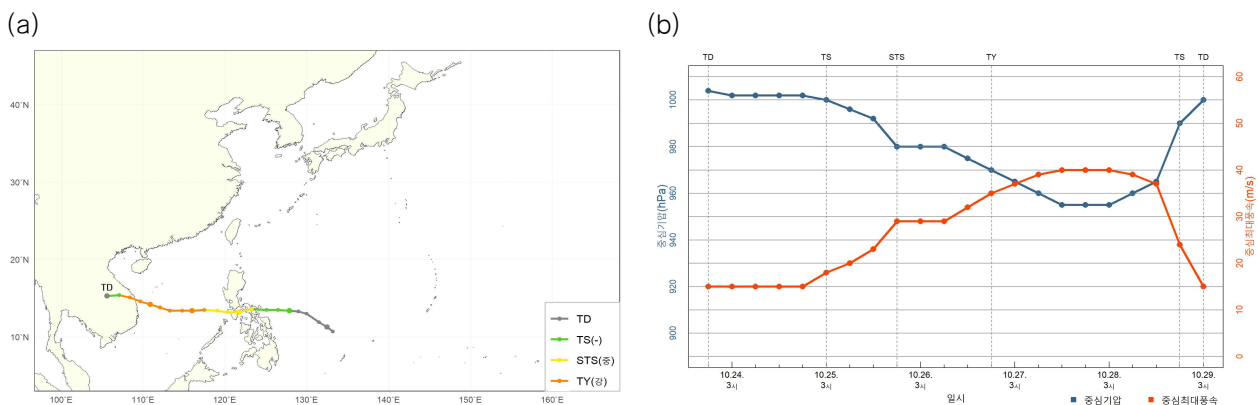 (a)
(b)
40˚N
30˚N
20˚N
10˚N
100˚E
110˚E
120˚E
130˚E
140˚E
150˚E
160˚E
TD
TD
TS(-)
STS(중)
TY(강)
TD
TS
STS
TY
TS
TD
중심기압(hPa)
1000
980
960
940
920
900
중심최대풍속(m/s)
60
50
40
30
20
10
0
10.24.
3시
10.25.
3시
10.26.
3시
10.27.
3시
10.28.
3시
10.29.
3시
일시
중심기압
중심최대풍속